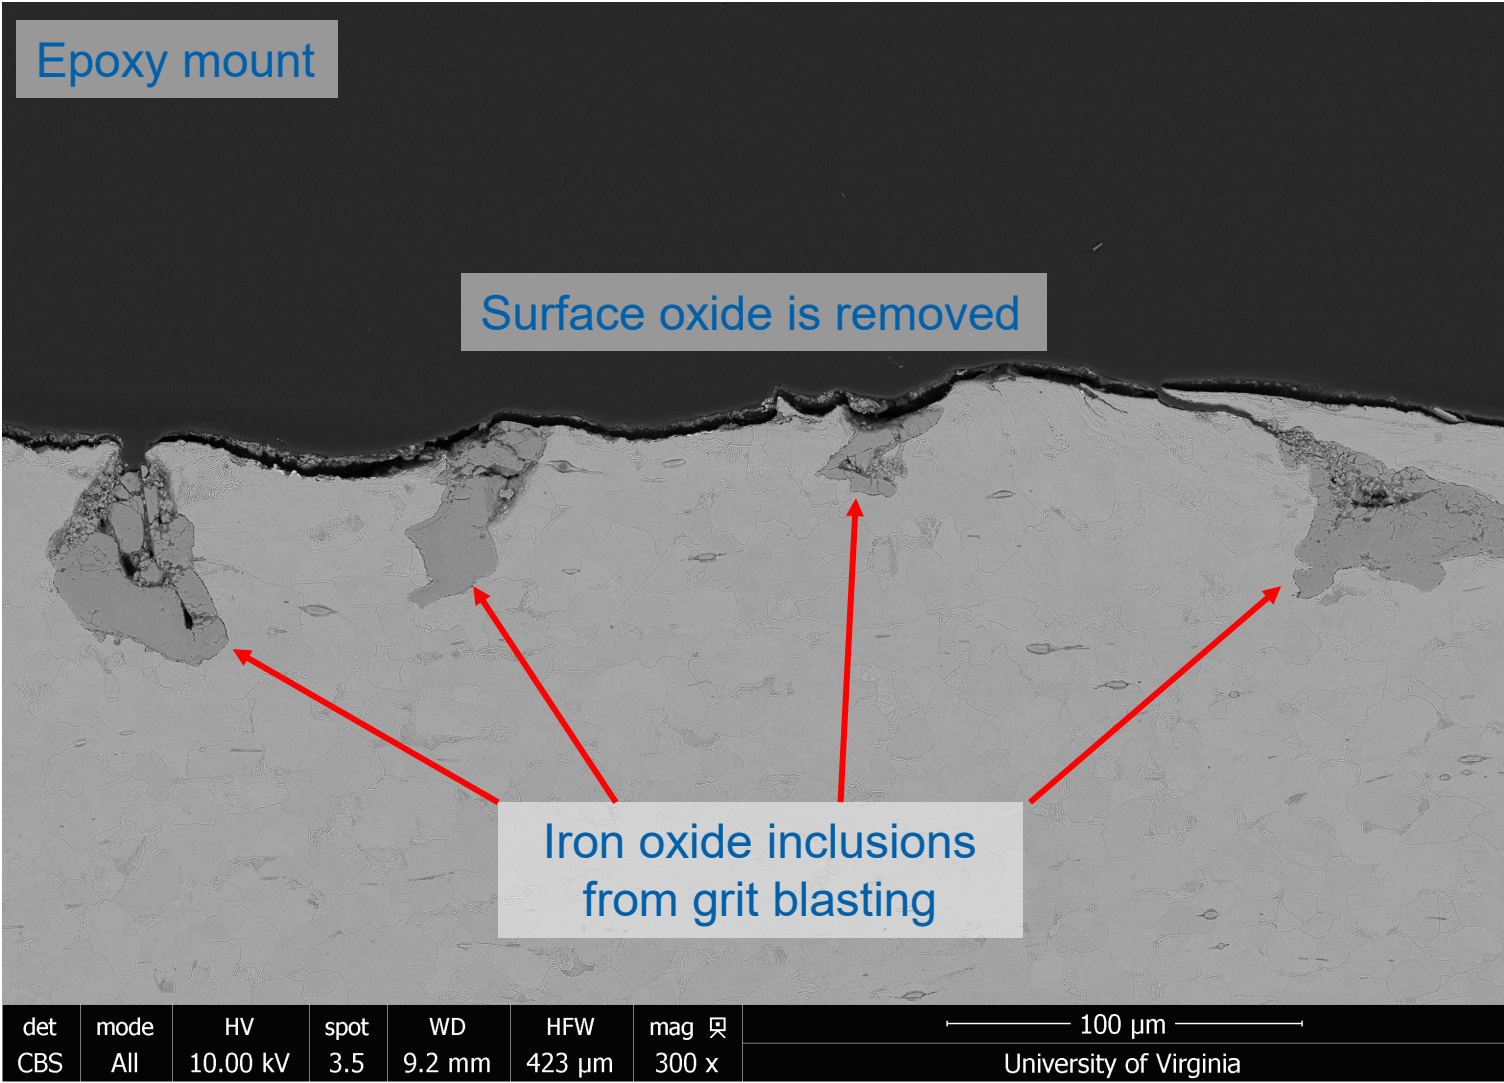 Epoxy mount
Surface oxide is removed
Iron oxide inclusions
from grit blasting
det mode HV spot WD HFW mag 100 µm
CBS All 10.00 kV 3.5 9.2 mm 423 µm 300 x University of Virginia